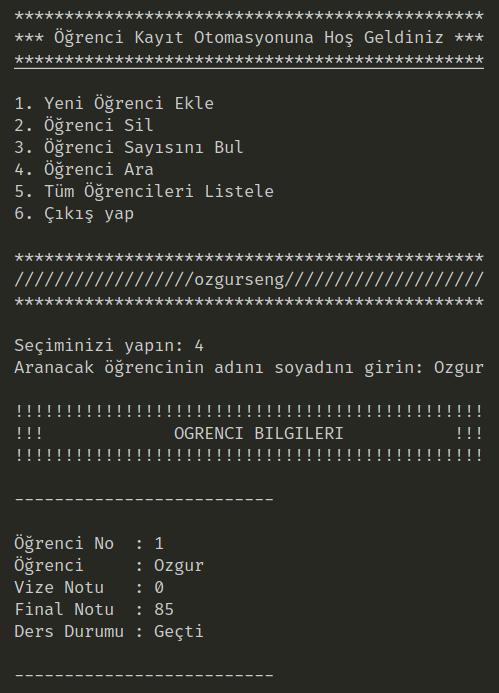 ***********************************************
*** Öğrenci Kayıt Otomasyonuna Hoş Geldiniz ***
***********************************************
1. Yeni Öğrenci Ekle
2. Öğrenci Sil
3. Öğrenci Sayısını Bul
4. Öğrenci Ara
5. Tüm Öğrencileri Listele
6. Çıkış yap
***********************************************
//////////////////ozgurseng////////////////////
***********************************************
Seçiminizi yapın: 4
Aranacak öğrencinin adını soyadını girin: Ozgur
!!!!!!!!!!!!!!!!!!!!!!!!!!!!!!!!!!!!!!!!!!!!!!!
!!!             OGRENCI BILGILERI           !!!
!!!!!!!!!!!!!!!!!!!!!!!!!!!!!!!!!!!!!!!!!!!!!!!
--------------------------
Öğrenci No  : 1
Öğrenci     : Ozgur
Vize Notu   : 0
Final Notu  : 85
Ders Durumu : Geçti
--------------------------